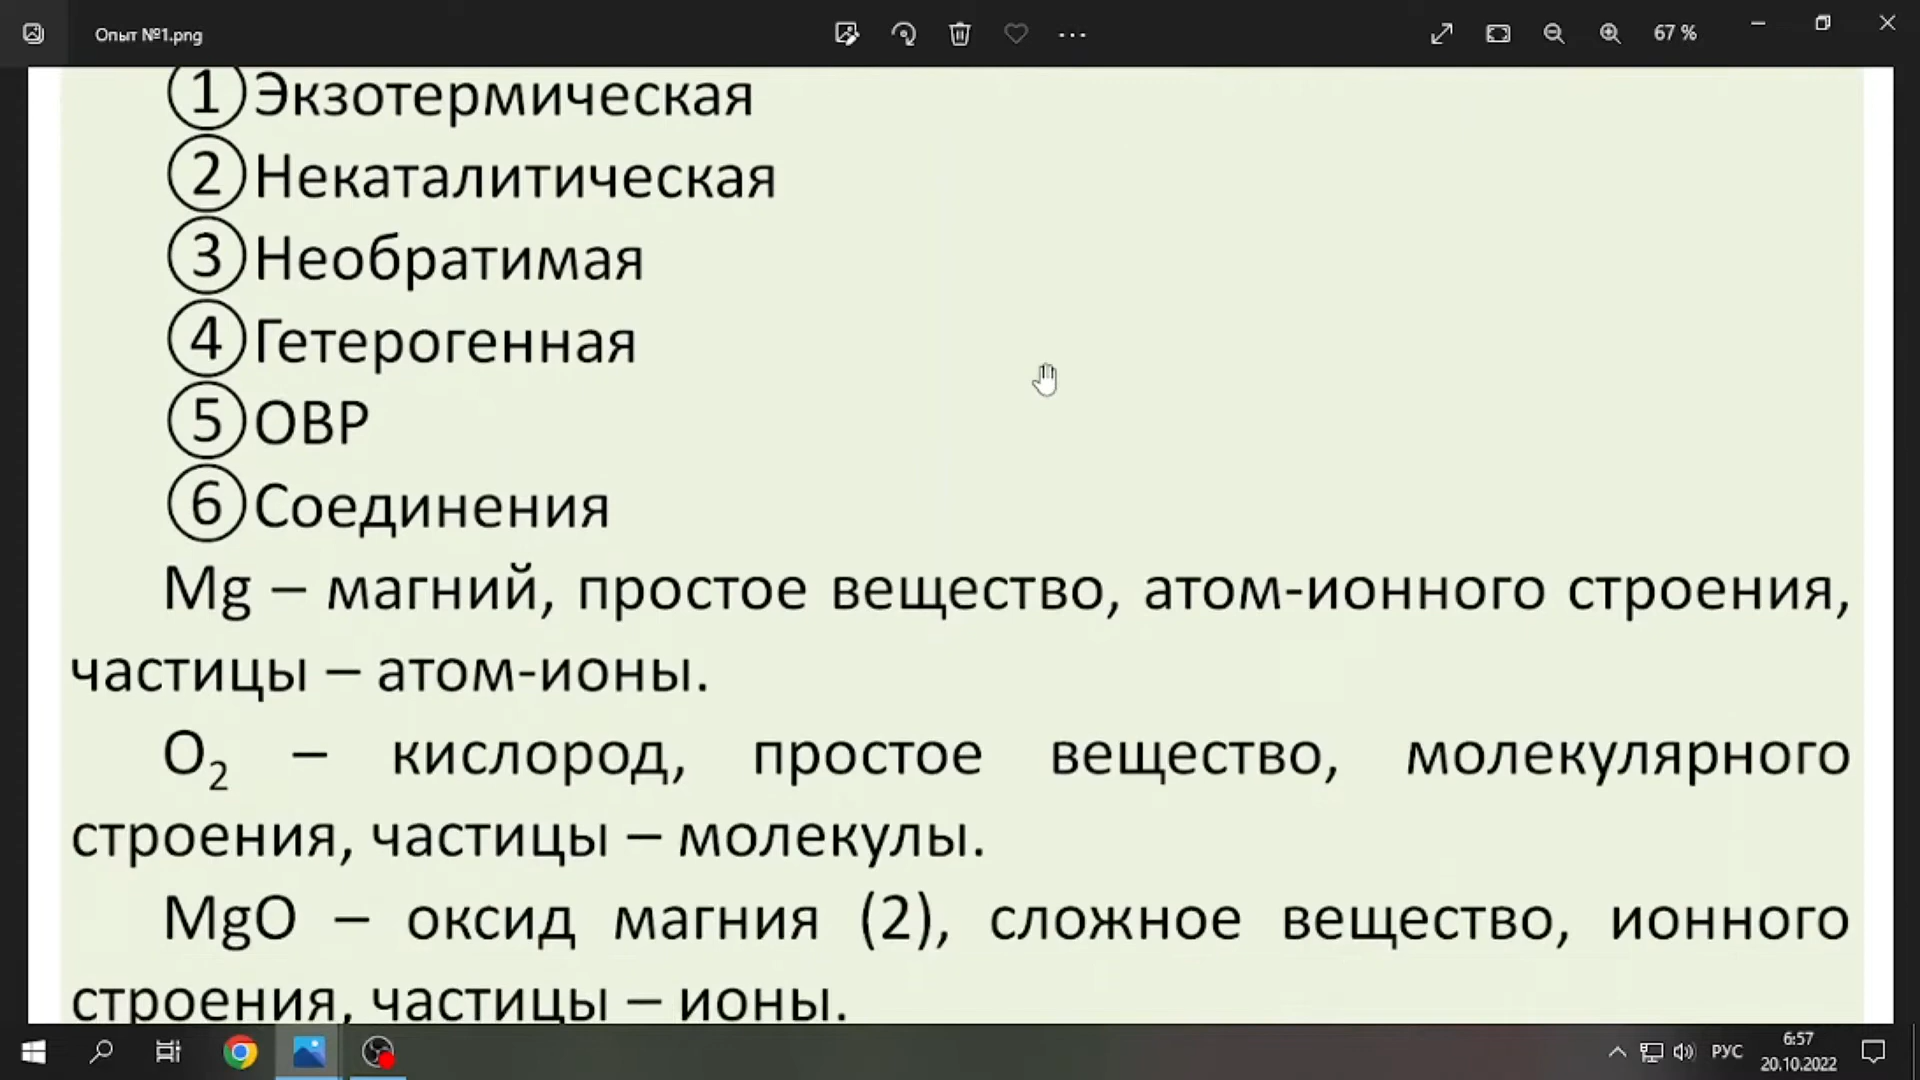 Опыт №1.png
67 %
① Экзотермическая
② Некаталитическая
③ Необратимая
④ Гетерогенная
⑤ ОВР
⑥ Соединения
Mg – магний, простое вещество, атом-ионного строения,
частицы – атом-ионы.
O₂ – кислород, простое вещество, молекулярного
строения, частицы – молекулы.
MgO – оксид магния (2), сложное вещество, ионного
строения, частицы – ионы.
РУС
6:57
20.10.2022